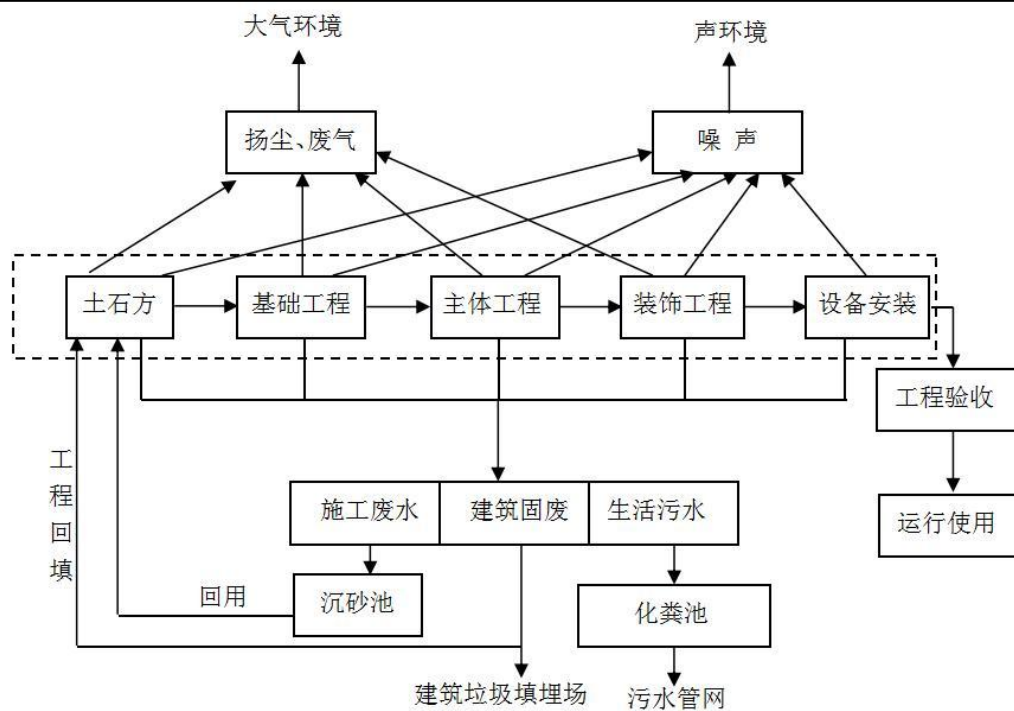 大气环境
声环境
扬尘、废气
噪 声
土石方
基础工程
主体工程
装饰工程
设备安装
工程验收
工程回填
施工废水
建筑固废
生活污水
运行使用
回用
沉砂池
化粪池
建筑垃圾填埋场
污水管网